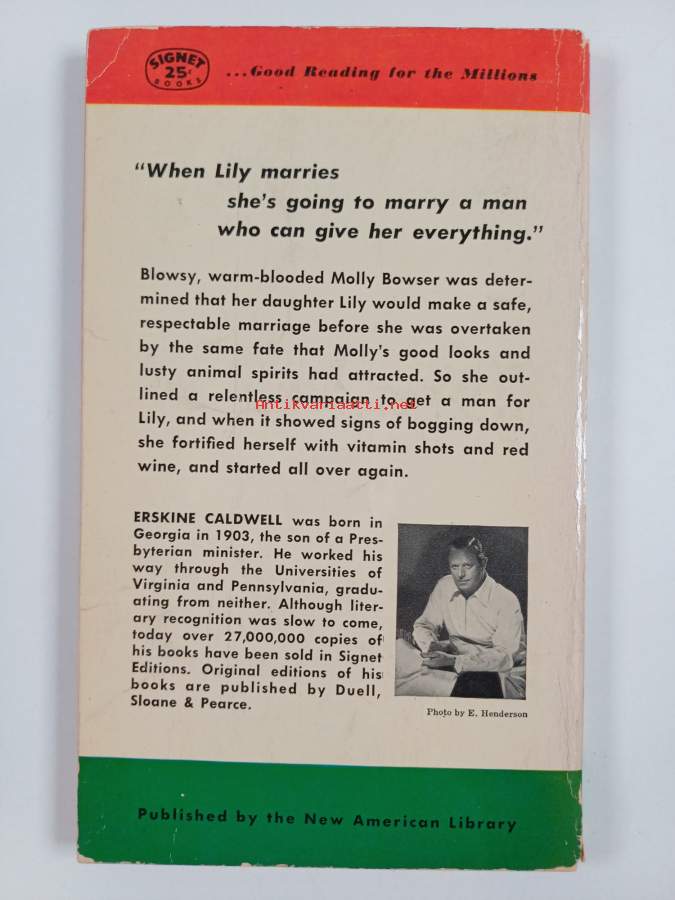 SIGNET
25¢
BOOKS
...Good Reading for the Millions
"When Lily marries
she's going to marry a man
who can give her everything."
Blowsy, warm-blooded Molly Bowser was deter-
mined that her daughter Lily would make a safe,
respectable marriage before she was overtaken
by the same fate that Molly's good looks and
lusty animal spirits had attracted. So she out-
lined a relentless campaign to get a man for
Antikvariaatti.net
Lily, and when it showed signs of bogging down,
she fortified herself with vitamin shots and red
wine, and started all over again.
ERSKINE CALDWELL was born in
Georgia in 1903, the son of a Pres-
byterian minister. He worked his
way through the Universities of
Virginia and Pennsylvania, gradu-
ating from neither. Although liter-
ary recognition was slow to come,
today over 27,000,000 copies of
his books have been sold in Signet
Editions. Original editions of his
books are published by Duell,
Sloane & Pearce.
Photo by E. Henderson
Published by the New American Library